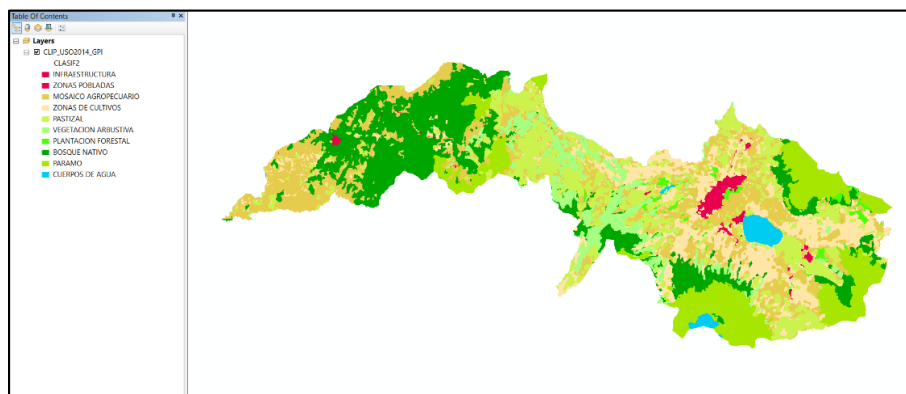 Table Of Contents
Layers
CLIP_USO2014_GPI
CLASIF2
INFRAESTRUCTURA
ZONAS POBLADAS
MOSAICO AGROPECUARIO
ZONAS DE CULTIVOS
PASTIZAL
VEGETACION ARBUSTIVA
PLANTACION FORESTAL
BOSQUE NATIVO
PARAMO
CUERPOS DE AGUA